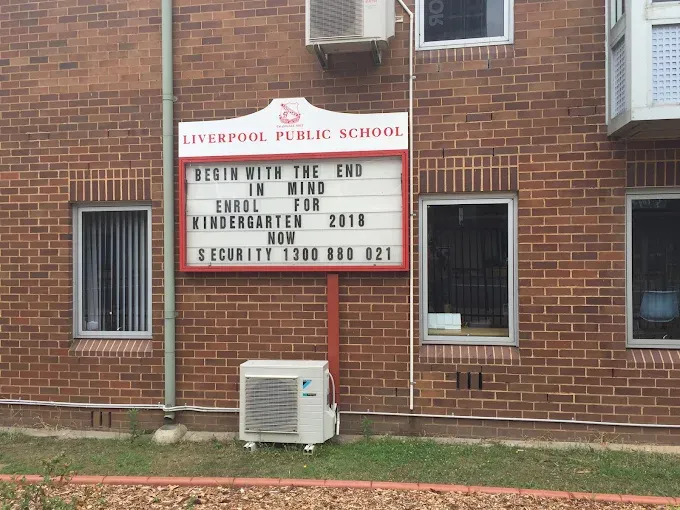 LIVERPOOL PUBLIC SCHOOL
BEGIN WITH THE END
IN MIND
ENROL FOR
KINDERGARTEN 2018
NOW
SECURITY 1300 880 021